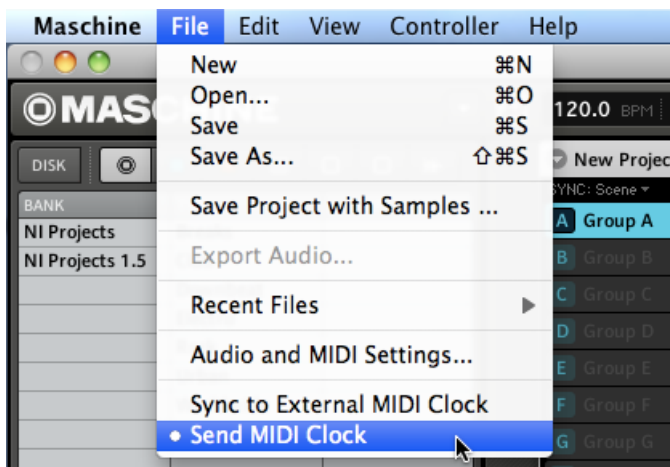 Maschine File Edit View Controller Help
New ⌘N
Open... ⌘O
Save ⌘S
Save As... ⇧⌘S
Save Project with Samples ...
Export Audio...
Recent Files
Audio and MIDI Settings...
Sync to External MIDI Clock
Send MIDI Clock
MAS
120.0 BPM
DISK
New Projec
SYNC: Scene
BANK
NI Projects
NI Projects 1.5
A Group A
B Group B
C Group C
D Group D
E Group E
F Group F
G Group G